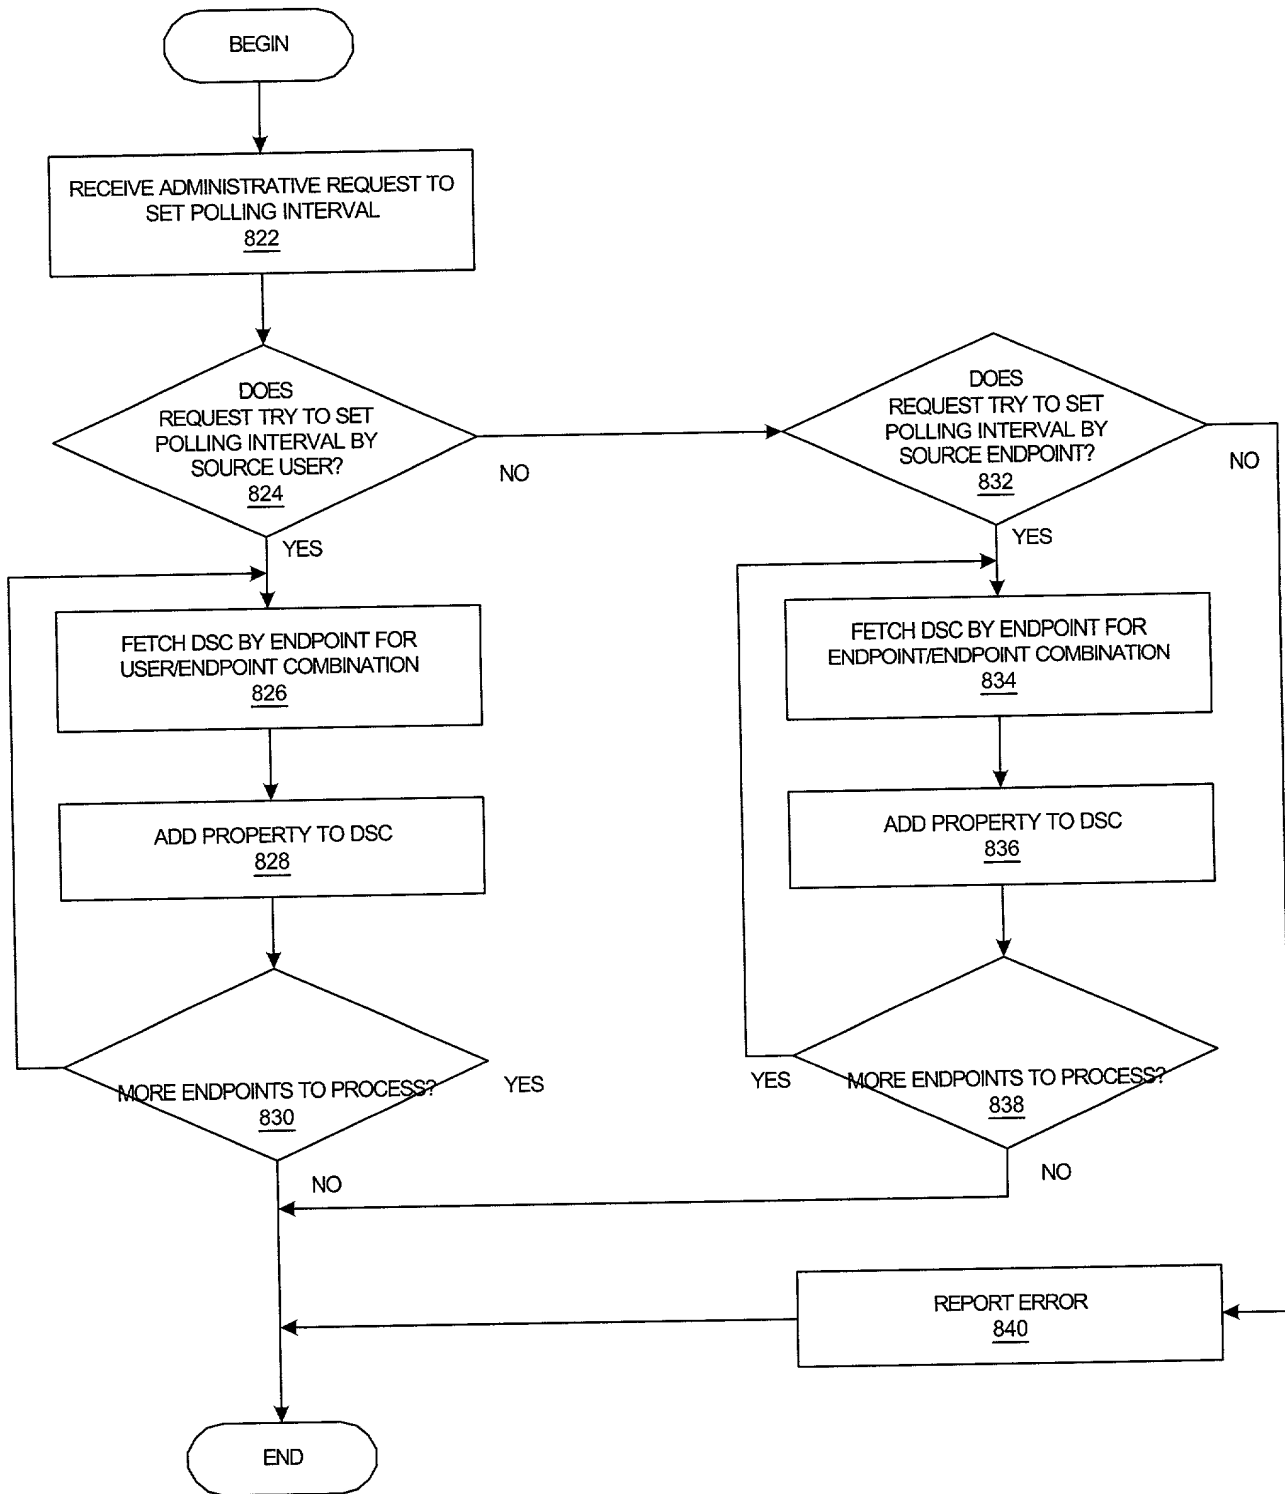 BEGIN
RECEIVE ADMINISTRATIVE REQUEST TO
SET POLLING INTERVAL
822
DOES
REQUEST TRY TO SET
POLLING INTERVAL BY
SOURCE USER?
824
NO
YES
DOES
REQUEST TRY TO SET
POLLING INTERVAL BY
SOURCE ENDPOINT?
832
NO
YES
FETCH DSC BY ENDPOINT FOR
USER/ENDPOINT COMBINATION
826
FETCH DSC BY ENDPOINT FOR
ENDPOINT/ENDPOINT COMBINATION
834
ADD PROPERTY TO DSC
828
ADD PROPERTY TO DSC
836
MORE ENDPOINTS TO PROCESS?
830
YES
NO
YES
MORE ENDPOINTS TO PROCESS?
838
NO
REPORT ERROR
840
END